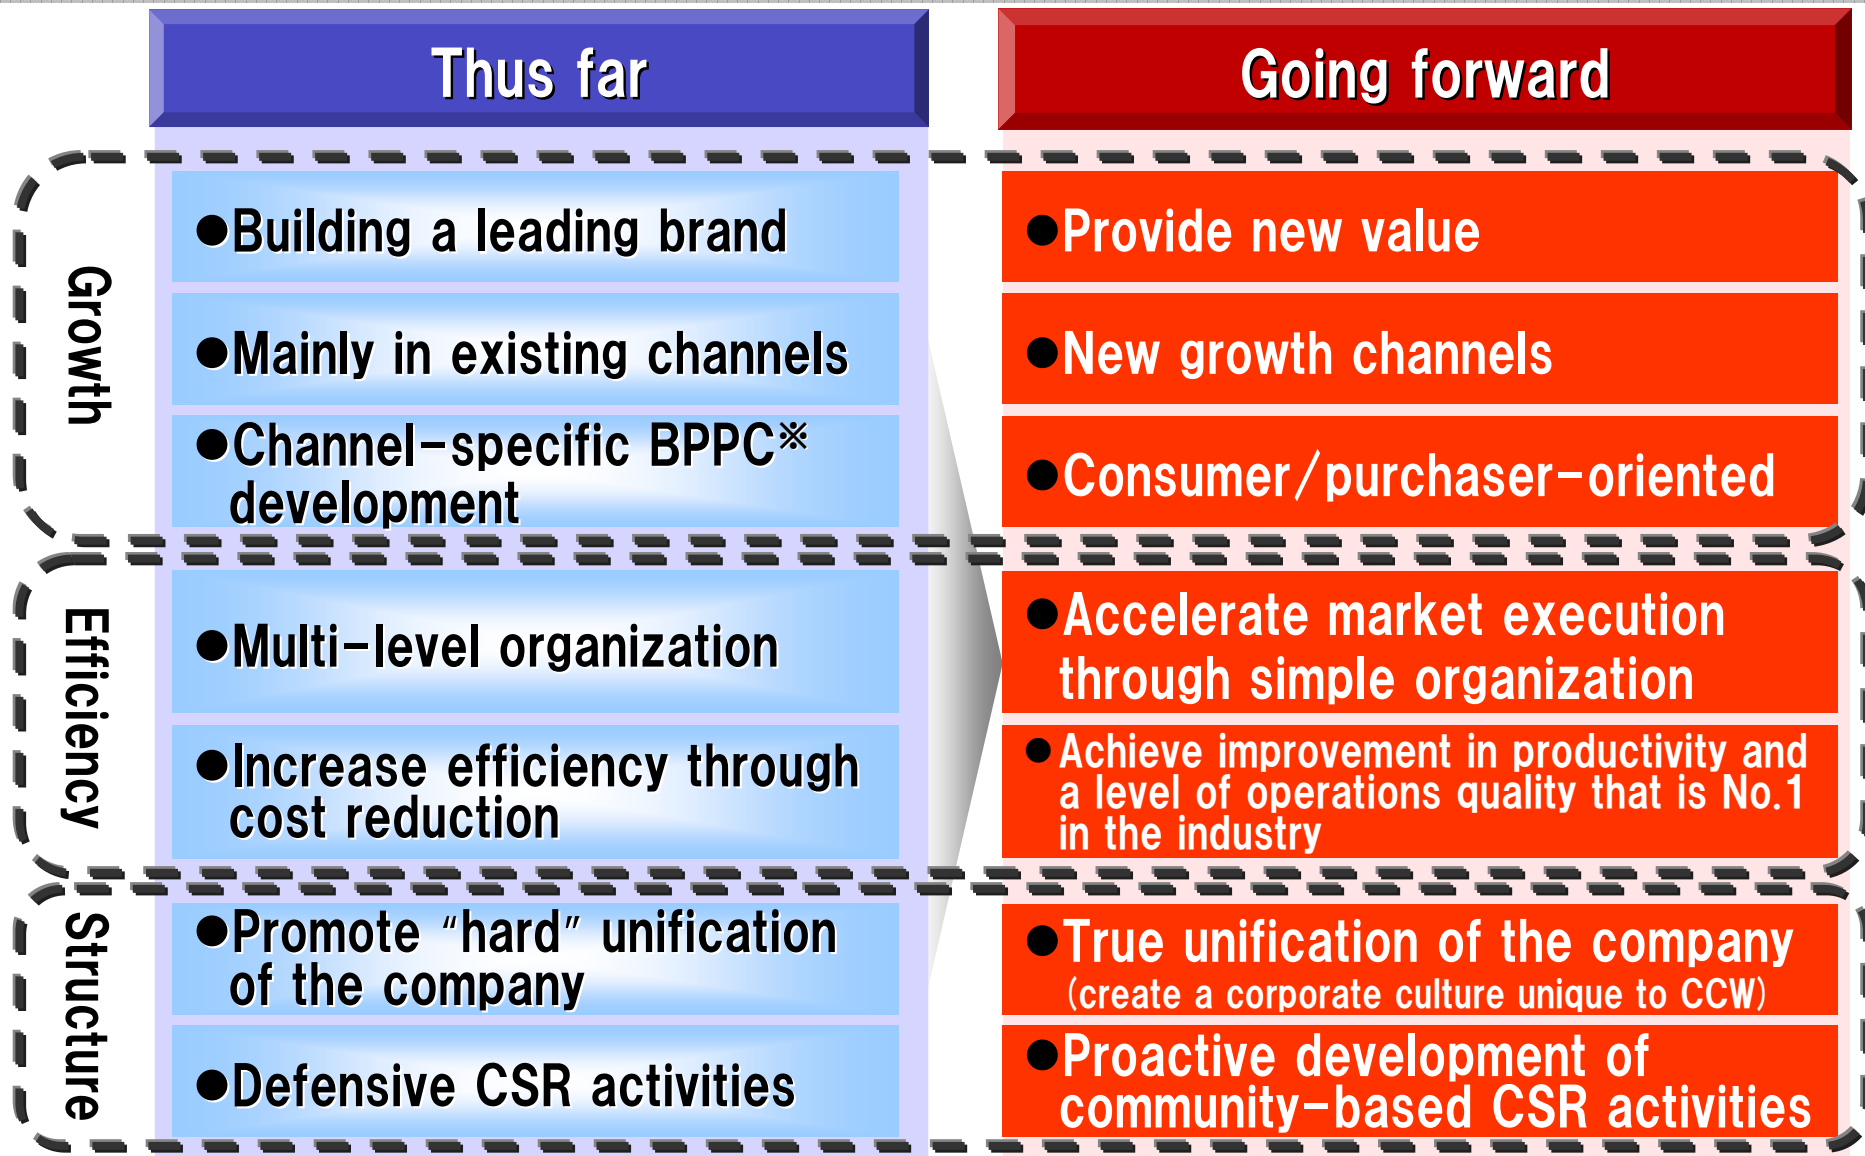 Thus far
Going forward
Growth
●Building a leading brand
●Provide new value
●Mainly in existing channels
●New growth channels
●Channel-specific BPPC※
development
●Consumer/purchaser-oriented
Efficiency
●Multi-level organization
●Accelerate market execution
through simple organization
●Increase efficiency through
cost reduction
●Achieve improvement in productivity and
a level of operations quality that is No.1
in the industry
Structure
●Promote “hard” unification
of the company
●True unification of the company
(create a corporate culture unique to CCW)
●Defensive CSR activities
●Proactive development of
community-based CSR activities